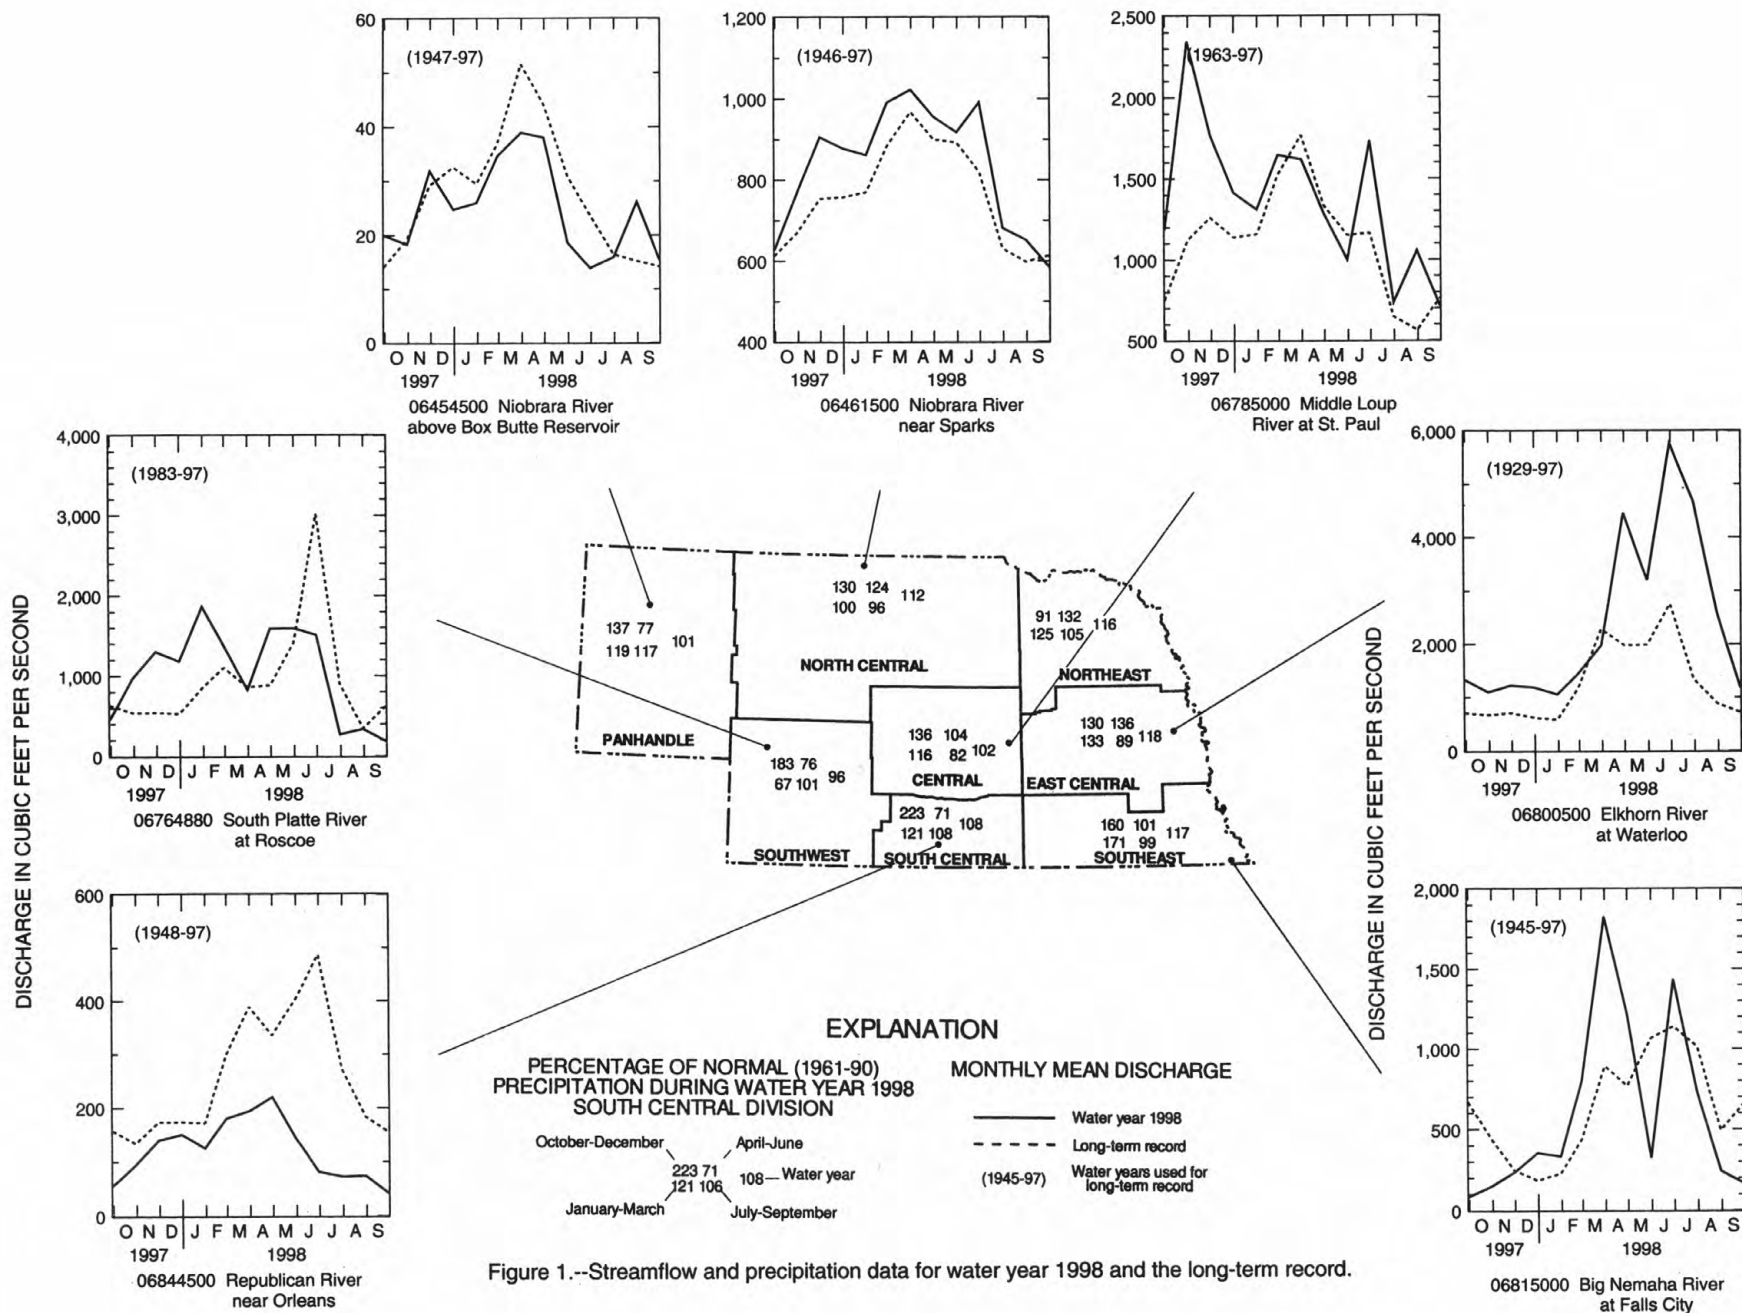 60
40
20
0
(1947-97)
O N D J F M A M J J A S
1997 1998
06454500 Niobrara River
above Box Butte Reservoir
1,200
1,000
800
600
400
(1946-97)
O N D J F M A M J J A S
1997 1998
06461500 Niobrara River
near Sparks
2,500
2,000
1,500
1,000
500
(1963-97)
O N D J F M A M J J A S
1997 1998
06785000 Middle Loup
River at St. Paul
DISCHARGE IN CUBIC FEET PER SECOND
4,000
3,000
2,000
1,000
0
(1983-97)
O N D J F M A M J J A S
1997 1998
06764880 South Platte River
at Roscoe
600
400
200
0
(1948-97)
O N D J F M A M J J A S
1997 1998
06844500 Republican River
near Orleans
137 77
101
119 117
PANHANDLE
130 124
112
100 96
NORTH CENTRAL
91 132
116
125 105
NORTHEAST
183 76
96
67 101
SOUTHWEST
136 104
102
116 82
CENTRAL
130 136
118
133 89
EAST CENTRAL
223 71
108
121 108
SOUTH CENTRAL
160 101
117
171 99
SOUTHEAST
DISCHARGE IN CUBIC FEET PER SECOND
6,000
4,000
2,000
0
(1929-97)
O N D J F M A M J J A S
1997 1998
06800500 Elkhorn River
at Waterloo
2,000
1,500
1,000
500
0
(1945-97)
O N D J F M A M J J A S
1997 1998
06815000 Big Nemaha River
at Falls City
EXPLANATION
PERCENTAGE OF NORMAL (1961-90)
PRECIPITATION DURING WATER YEAR 1998
SOUTH CENTRAL DIVISION
October-December April-June
223 71
108 Water year
121 106
January-March July-September
MONTHLY MEAN DISCHARGE
Water year 1998
Long-term record
(1945-97) Water years used for
long-term record
Figure 1.--Streamflow and precipitation data for water year 1998 and the long-term record.